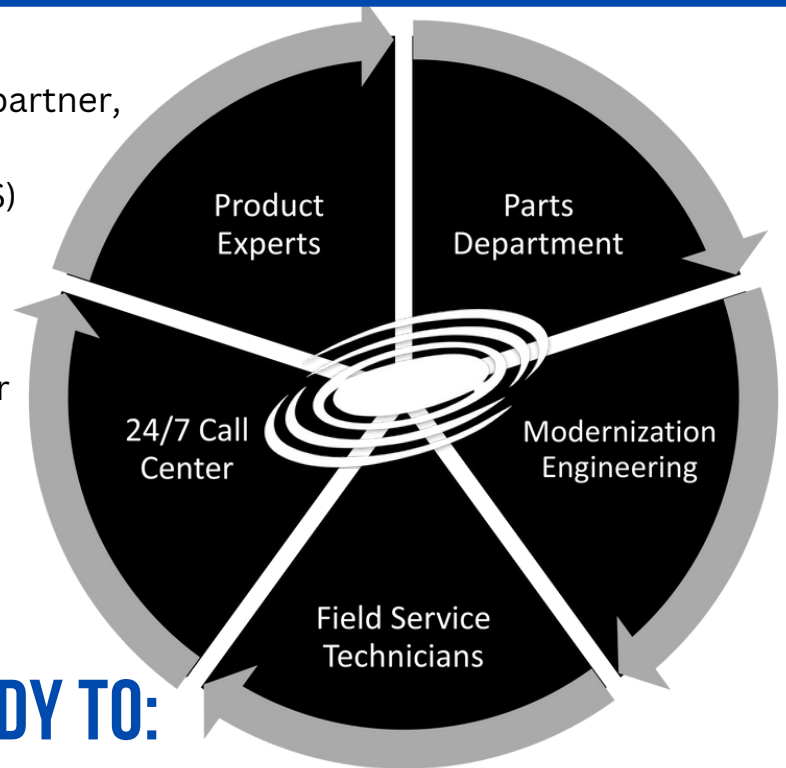 partner,
S)
r
Product
Experts
Parts
Department
24/7 Call
Center
Modernization
Engineering
Field Service
Technicians
DY TO: